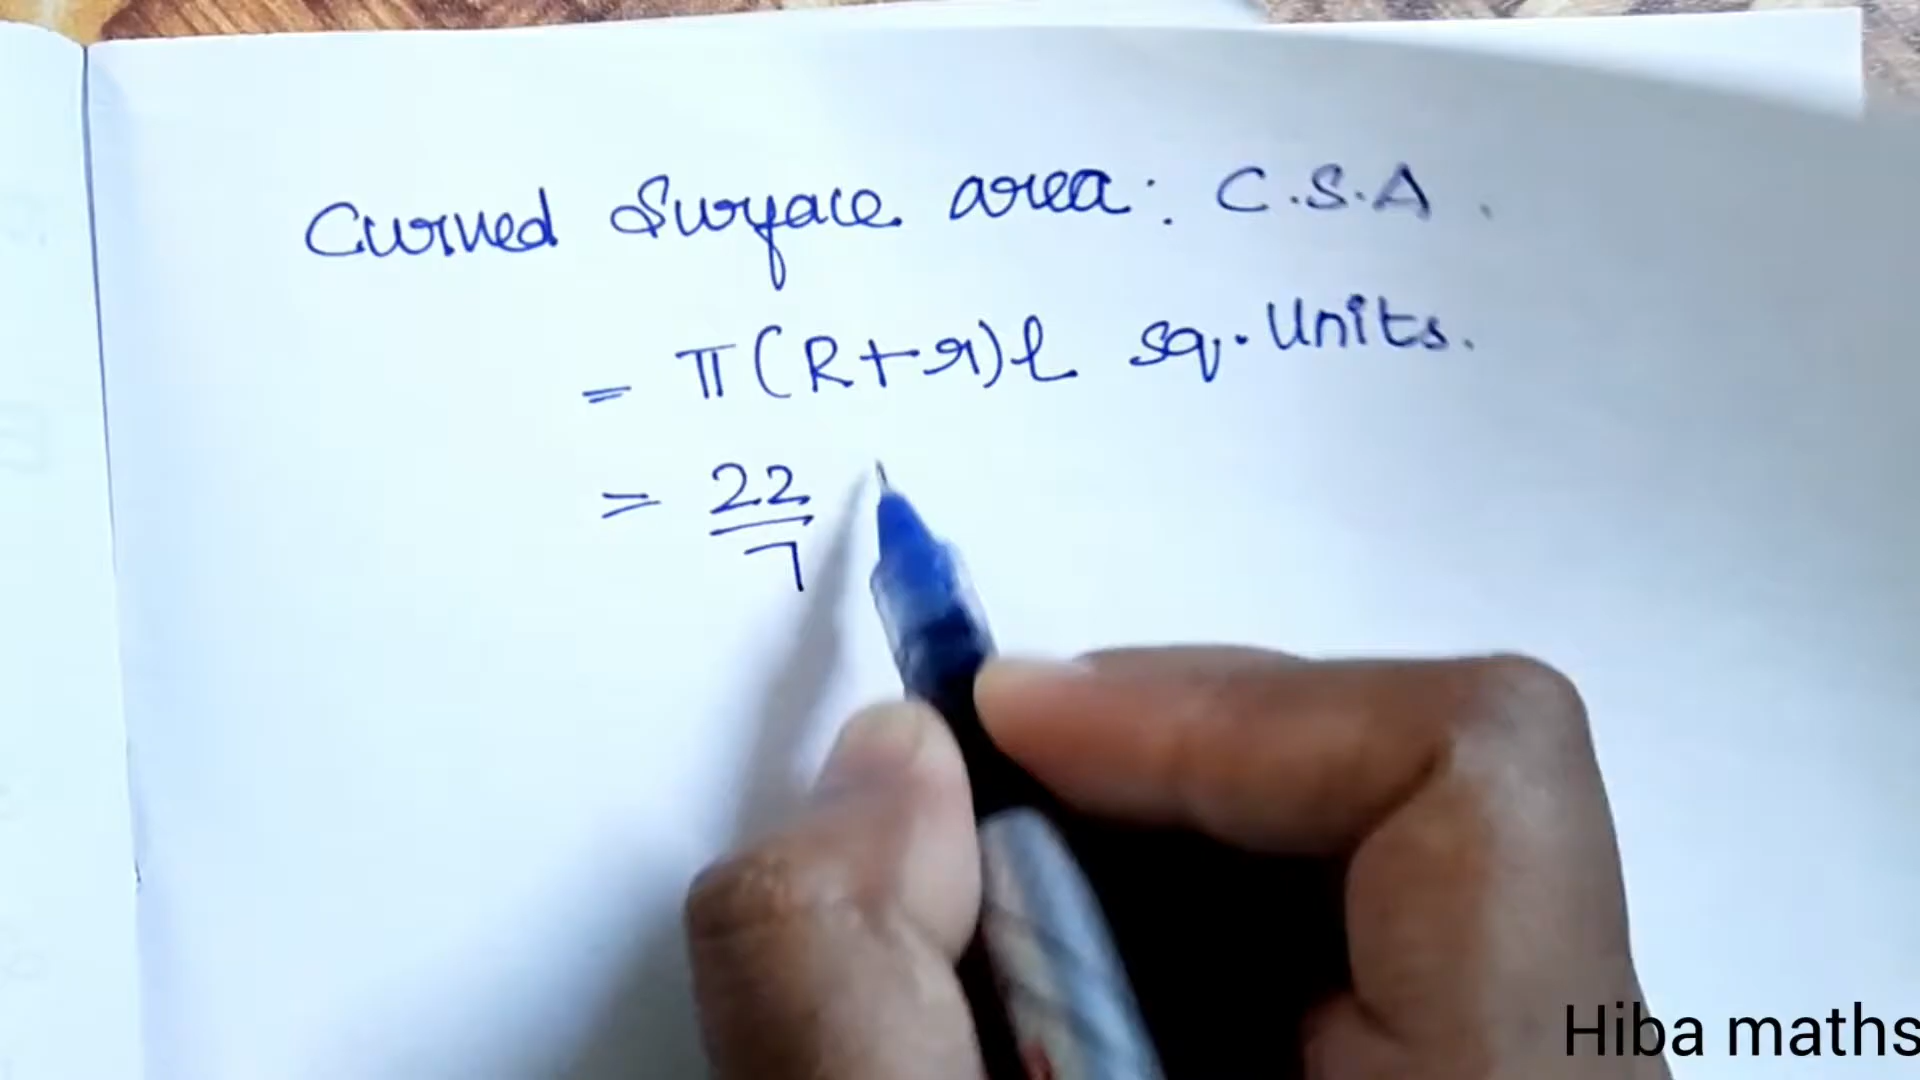 Curved Surface area: C.S.A.
= π(R+r)l sq. Units.
= 22/7
Hiba maths